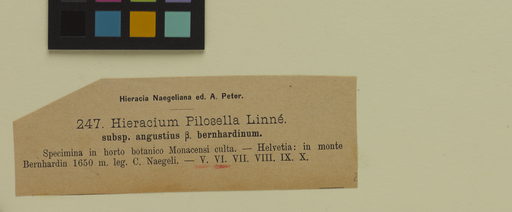 Hieracia Naegeliana ed. A. Peter.
247. Hieracium Pilosella Linné.
subsp. angustius β. bernhardinum.
Specimina in horto botanico Monacensi culta. — Helvetia: in monte
Bernhardin 1650 m. leg. C. Naegeli. — V. VI. VII. VIII. IX. X.